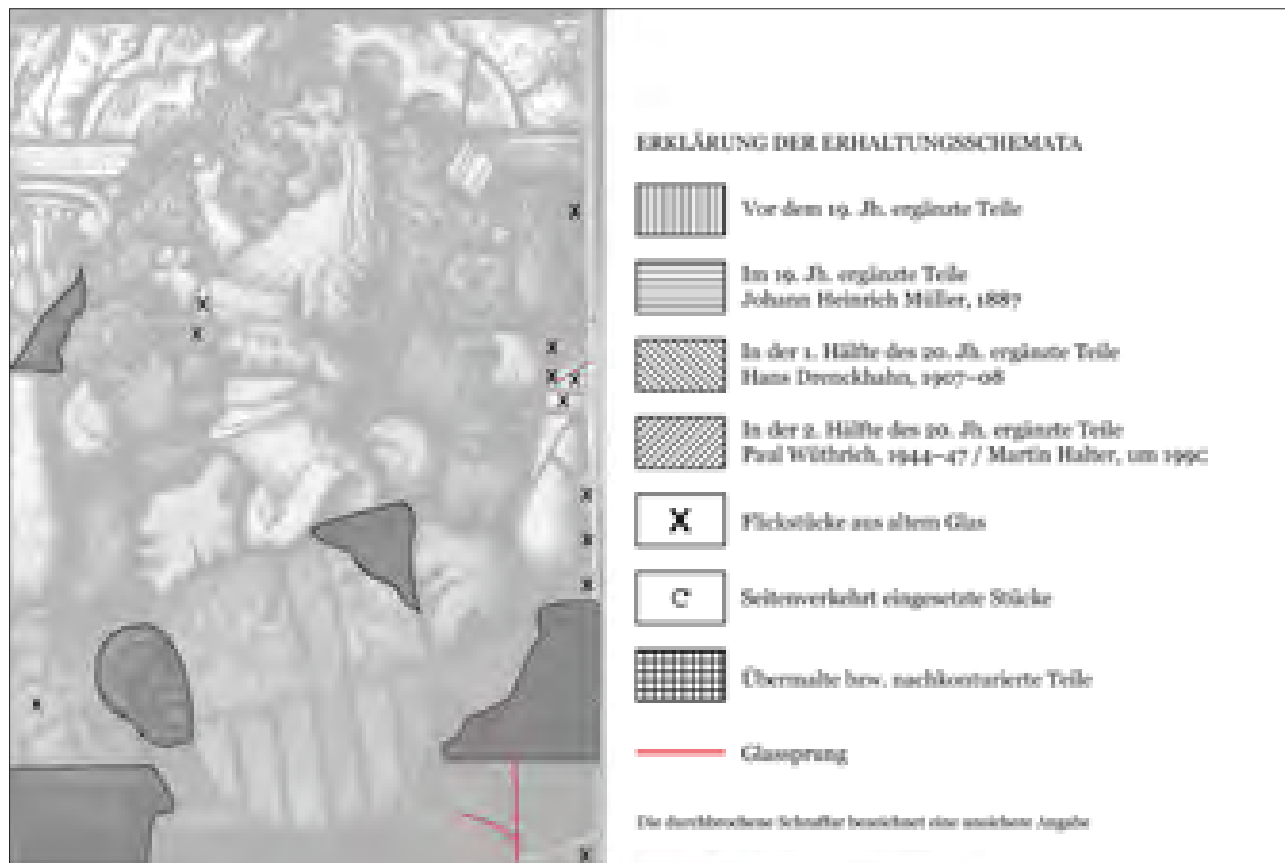 ERKLÄRUNG DER ERHALTUNGSSCHEMATA
Vor dem 19. Jh. ergänzte Teile
Im 19. Jh. ergänzte Teile
Johann Heinrich Müller, 1887
In der 1. Hälfte des 20. Jh. ergänzte Teile
Hans Drenckhahn, 1907–08
In der 2. Hälfte des 20. Jh. ergänzte Teile
Paul Wüthrich, 1944–47 / Martin Halter, um 1990
X Flickstücke aus altem Glas
C Seitenverkehrt eingesetzte Stücke
Übermalte bzw. nachkonturierte Teile
Glassprung
Die durchbrochene Schraffur bezeichnet eine unsichere Angabe
X
X
X
X
X
X
X
X
X
X
X
X